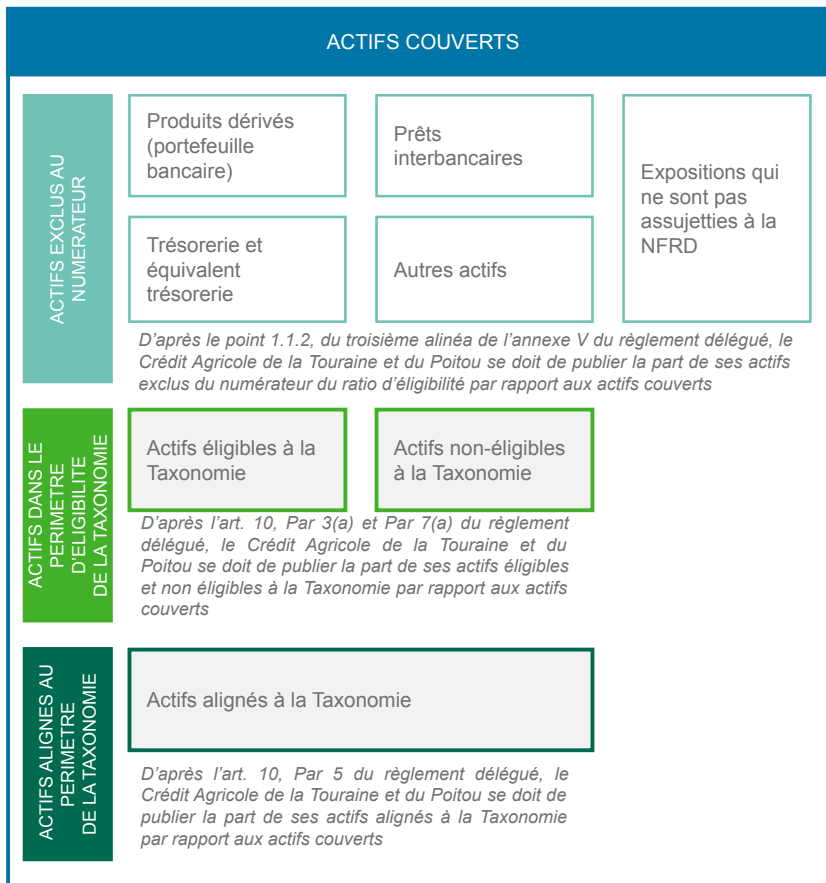 ACTIFS COUVERTS
ACTIFS EXCLUS AU
NUMERATEUR
Produits dérivés
(portefeuille
bancaire)
Prêts
interbancaires
Expositions qui
ne sont pas
assujetties à la
NFRD
Trésorerie et
équivalent
trésorerie
Autres actifs
D'après le point 1.1.2, du troisième alinéa de l'annexe V du règlement délégué, le
Crédit Agricole de la Touraine et du Poitou se doit de publier la part de ses actifs
exclus du numérateur du ratio d'éligibilité par rapport aux actifs couverts
ACTIFS DANS LE
PERIMETRE
D'ELIGIBILITE
DE LA TAXONOMIE
Actifs éligibles à la
Taxonomie
Actifs non-éligibles
à la Taxonomie
D'après l'art. 10, Par 3(a) et Par 7(a) du règlement
délégué, le Crédit Agricole de la Touraine et du
Poitou se doit de publier la part de ses actifs éligibles
et non éligibles à la Taxonomie par rapport aux actifs
couverts
ACTIFS ALIGNES AU
PERIMETRE
DE LA TAXONOMIE
Actifs alignés à la Taxonomie
D'après l'art. 10, Par 5 du règlement délégué, le
Crédit Agricole de la Touraine et du Poitou se doit de
publier la part de ses actifs alignés à la Taxonomie
par rapport aux actifs couverts